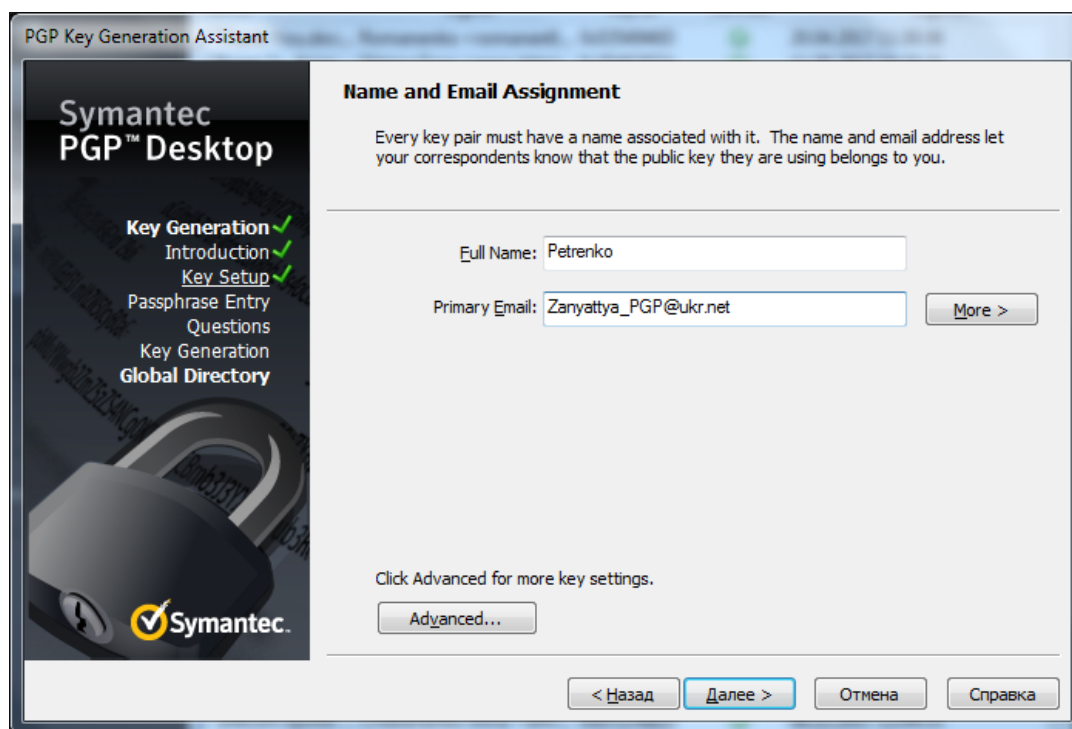 PGP Key Generation Assistant
Symantec
PGP™ Desktop
Key Generation
Introduction
Key Setup
Passphrase Entry
Questions
Key Generation
Global Directory
Symantec.
Name and Email Assignment
Every key pair must have a name associated with it. The name and email address let
your correspondents know that the public key they are using belongs to you.
Full Name: Petrenko
Primary Email: Zanyattya_PGP@ukr.net More >
Click Advanced for more key settings.
Advanced...
< Назад Далее > Отмена Справка